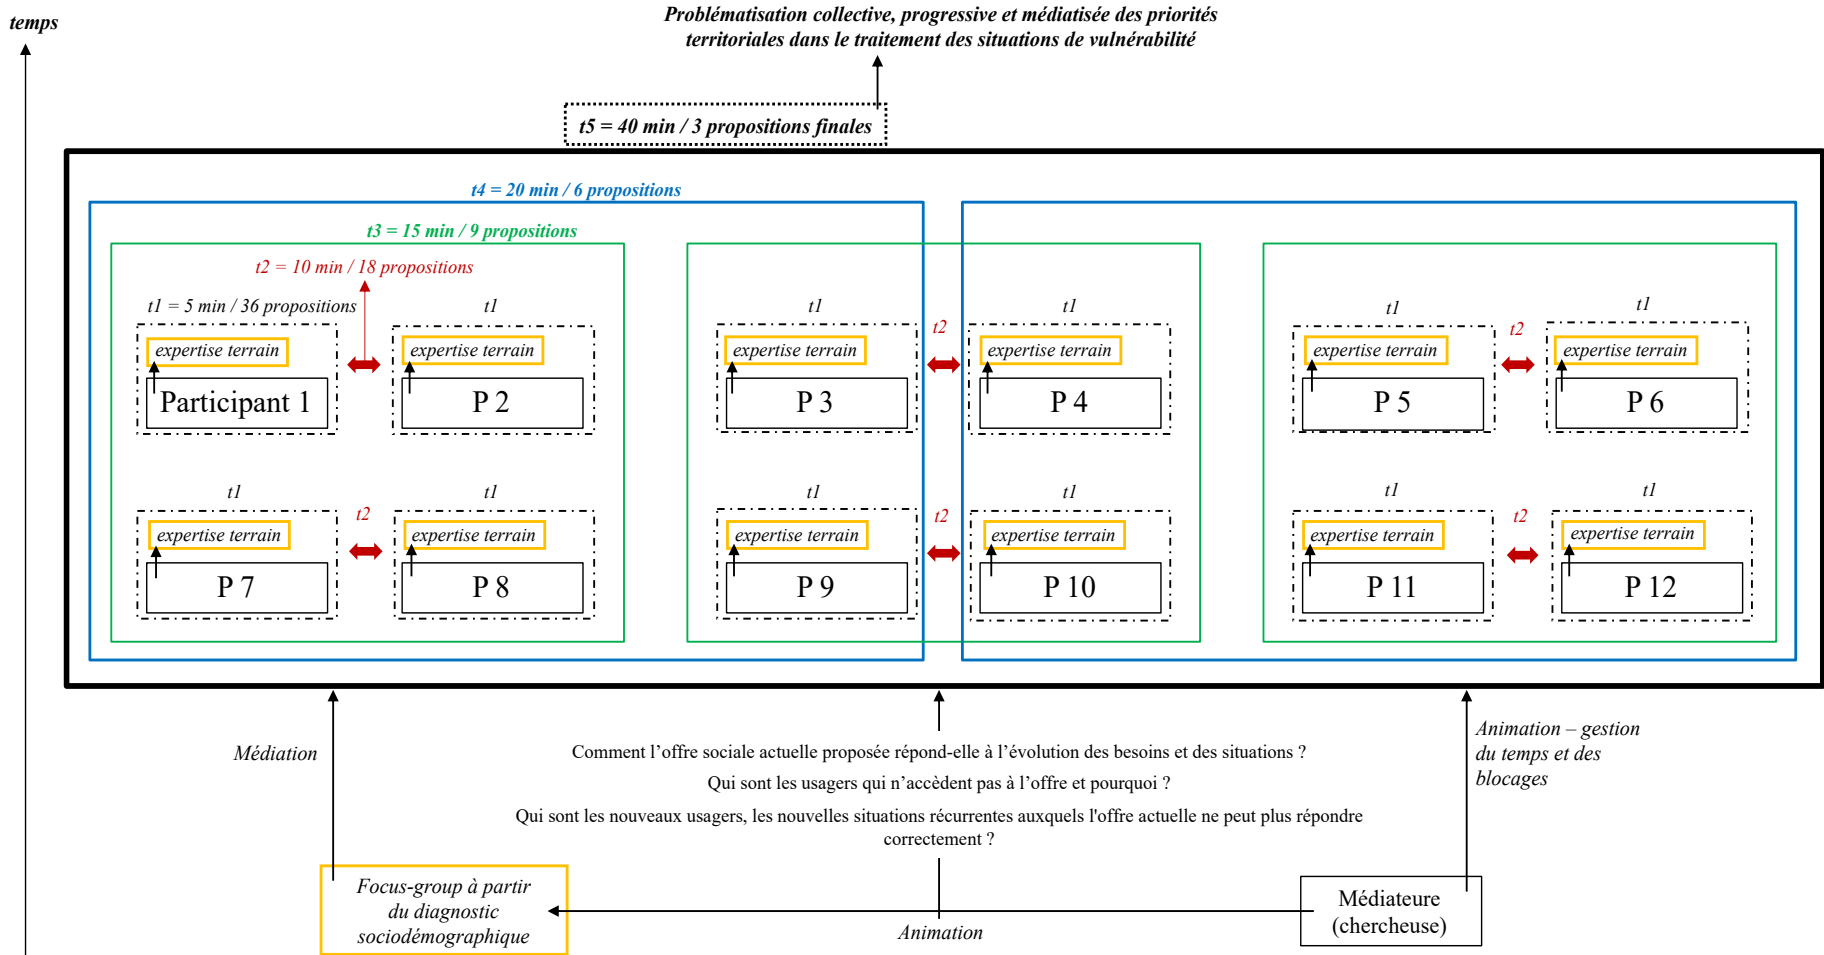 temps
Problématisation collective, progressive et médiatisée des priorités
territoriales dans le traitement des situations de vulnérabilité
t5 = 40 min / 3 propositions finales
t4 = 20 min / 6 propositions
t3 = 15 min / 9 propositions
t2 = 10 min / 18 propositions
t1 = 5 min / 36 propositions
t1
t1
t1
t1
t1
t2
t2
expertise terrain
expertise terrain
expertise terrain
expertise terrain
expertise terrain
expertise terrain
Participant 1
P 2
P 3
P 4
P 5
P 6
t1
t1
t1
t1
t1
t1
t2
t2
t2
expertise terrain
expertise terrain
expertise terrain
expertise terrain
expertise terrain
expertise terrain
P 7
P 8
P 9
P 10
P 11
P 12
Médiation
Comment l'offre sociale actuelle proposée répond-elle à l'évolution des besoins et des situations ?
Qui sont les usagers qui n'accèdent pas à l'offre et pourquoi ?
Qui sont les nouveaux usagers, les nouvelles situations récurrentes auxquels l'offre actuelle ne peut plus répondre
correctement ?
Animation – gestion
du temps et des
blocages
Focus-group à partir
du diagnostic
sociodémographique
Animation
Médiateure
(chercheuse)